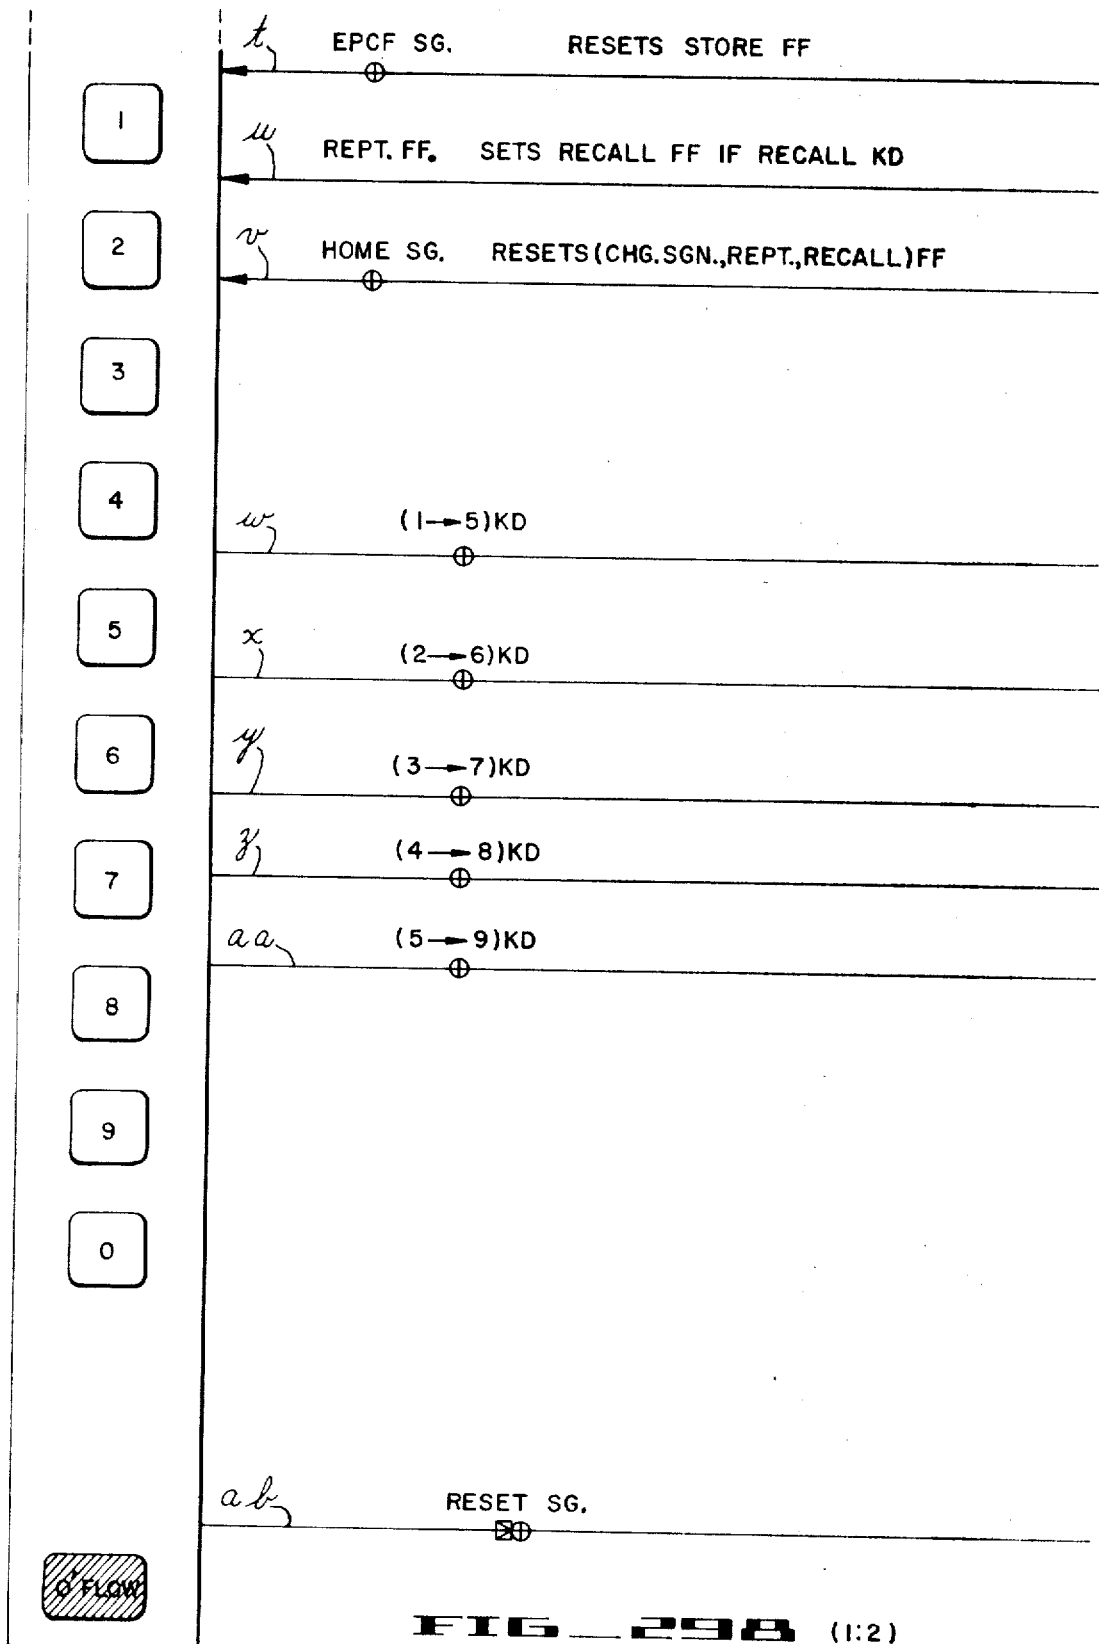 t EPCF SG. RESETS STORE FF
1
u REPT. FF. SETS RECALL FF IF RECALL KD
2
v HOME SG. RESETS (CHG.SGN.,REPT.,RECALL) FF
3
4
w (1→5)KD
5
x (2→6)KD
6
y (3→7)KD
z (4→8)KD
7
aa (5→9)KD
8
9
0
ab RESET SG.
O'FLOW
FIG_29A (1:2)